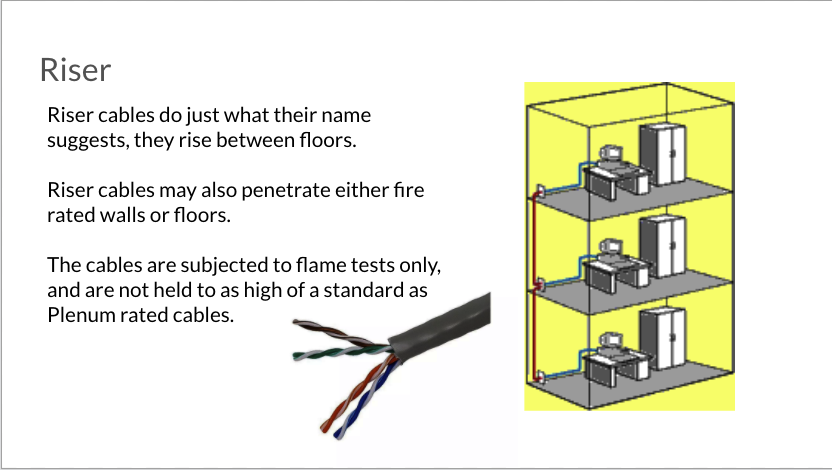 Riser
Riser cables do just what their name
suggests, they rise between floors.
Riser cables may also penetrate either fire
rated walls or floors.
The cables are subjected to flame tests only,
and are not held to as high of a standard as
Plenum rated cables.